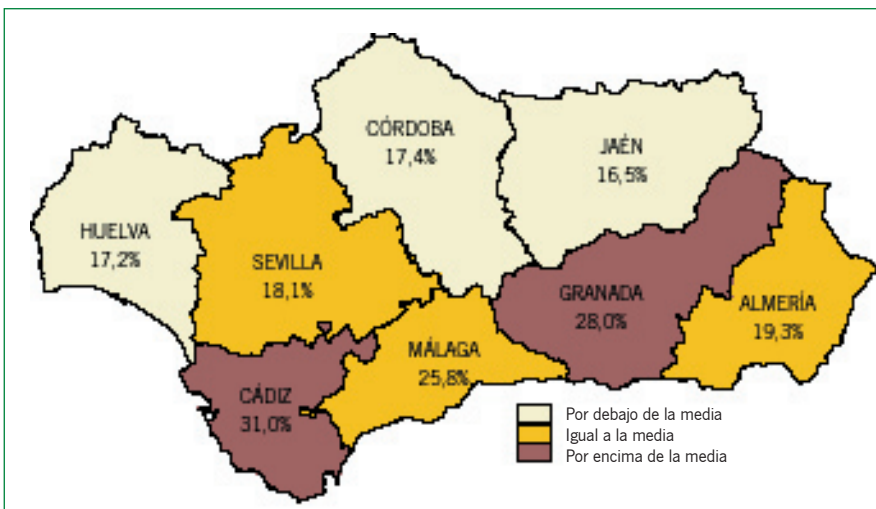 CÓRDOBA
17,4%
JAÉN
16,5%
HUELVA
17,2%
SEVILLA
18,1%
GRANADA
28,0%
ALMERÍA
19,3%
MÁLAGA
25,8%
CÁDIZ
31,0%
Por debajo de la media
Igual a la media
Por encima de la media